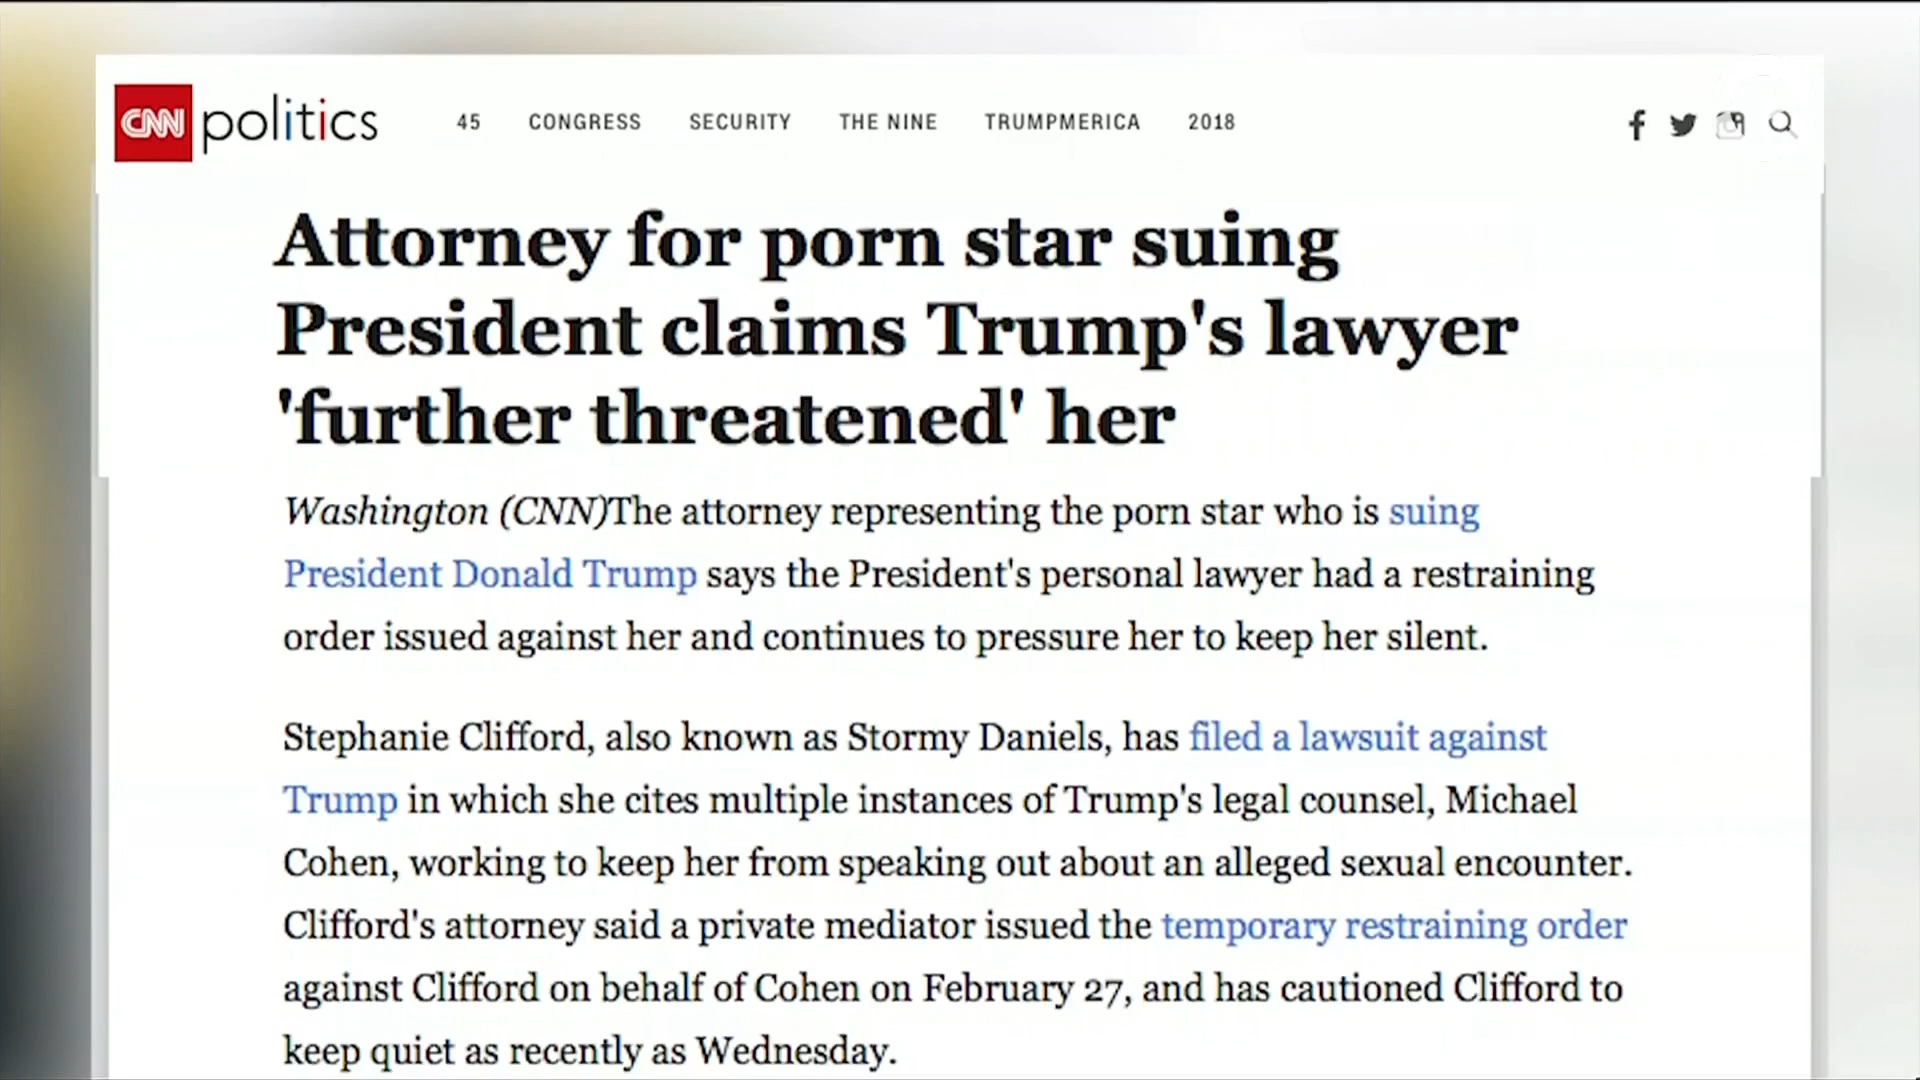 CNN politics 45 CONGRESS SECURITY THE NINE TRUMPMERICA 2018
Attorney for porn star suing
President claims Trump's lawyer
'further threatened' her
Washington (CNN)The attorney representing the porn star who is suing
President Donald Trump says the President's personal lawyer had a restraining
order issued against her and continues to pressure her to keep her silent.
Stephanie Clifford, also known as Stormy Daniels, has filed a lawsuit against
Trump in which she cites multiple instances of Trump's legal counsel, Michael
Cohen, working to keep her from speaking out about an alleged sexual encounter.
Clifford's attorney said a private mediator issued the temporary restraining order
against Clifford on behalf of Cohen on February 27, and has cautioned Clifford to
keep quiet as recently as Wednesday.